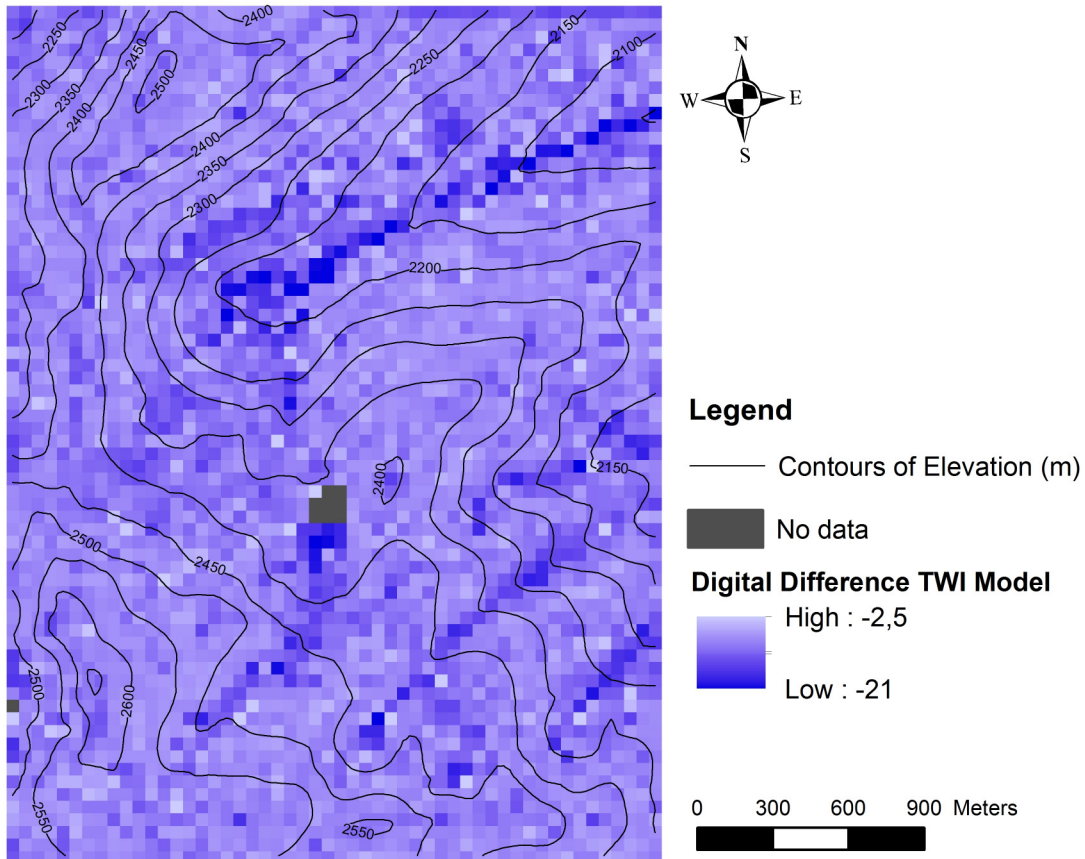 2400
2250
2450
2250
2150
2100
2300
2500
2350
2400
2400
2350
2300
2200
2400
2150
2500
2450
2500
2600
2550
2550
N
W E
S
Legend
Contours of Elevation (m)
No data
Digital Difference TWI Model
High : -2,5
Low : -21
0 300 600 900 Meters